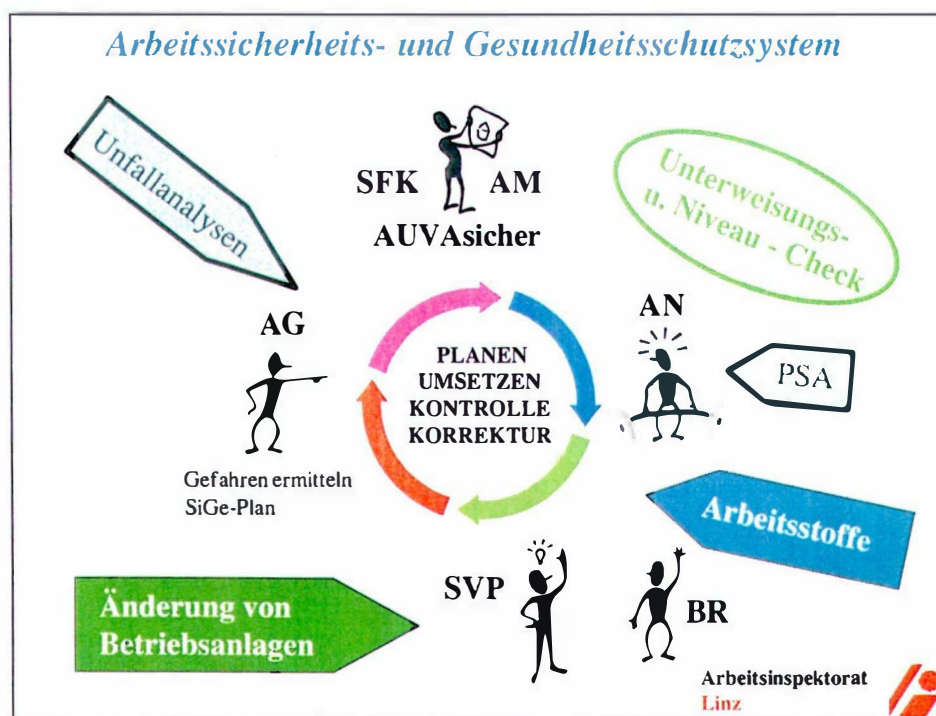 Arbeitssicherheits- und Gesundheitsschutzsystem
Unfallanalysen
SFK AM
AUVAsicher
Unterweisungs-
u. Niveau - Check
AG
AN
PLANEN
UMSETZEN
KONTROLLE
KORREKTUR
PSA
Gefahren ermitteln
SiGe-Plan
Arbeitsstoffe
SVP
BR
Änderung von
Betriebsanlagen
Arbeitsinspektorat
Linz